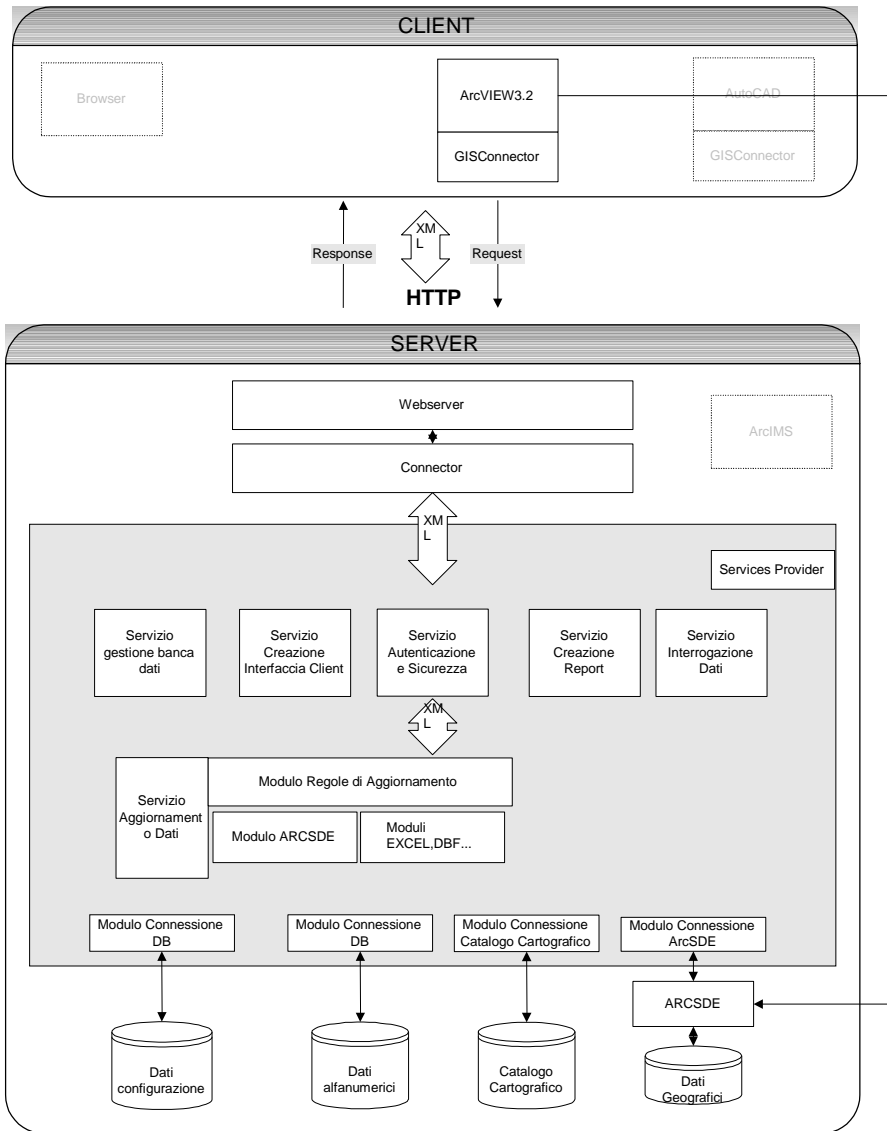 CLIENT
Browser
ArcVIEW3.2
AutoCAD
GISConnector
GISConnector
XM
L
Response
Request
HTTP
SERVER
Webserver
ArcIMS
Connector
XM
L
Services Provider
Servizio
gestione banca
dati
Servizio
Creazione
Interfaccia Client
Servizio
Autenticazione
e Sicurezza
Servizio
Creazione
Report
Servizio
Interrogazione
Dati
XM
L
Servizio
Aggiornament
o Dati
Modulo Regole di Aggiornamento
Modulo ARCSDE
Moduli
EXCEL,DBF...
Modulo Connessione
DB
Modulo Connessione
DB
Modulo Connessione
Catalogo Cartografico
Modulo Connessione
ArcSDE
ARCSDE
Dati
configurazione
Dati
alfanumerici
Catalogo
Cartografico
Dati
Geografici